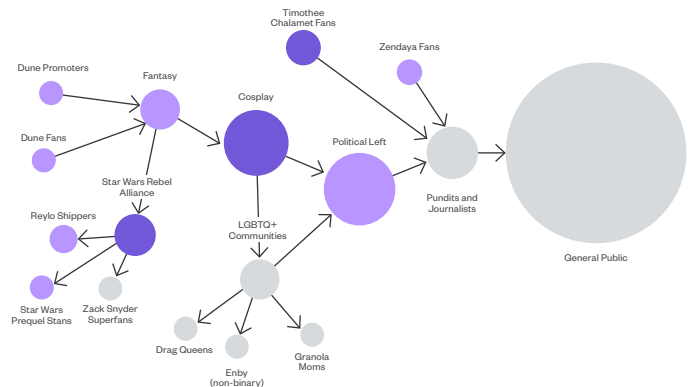 Timothee
Chalamet Fans
Zendaya Fans
Dune Promoters
Fantasy
Cosplay
Dune Fans
Political Left
Star Wars Rebel
Alliance
Pundits and
Journalists
Reylo Shippers
LGBTQ+
Communities
General Public
Star Wars
Prequel Stans
Zack Snyder
Superfans
Drag Queens
Enby
(non-binary)
Granola
Moms